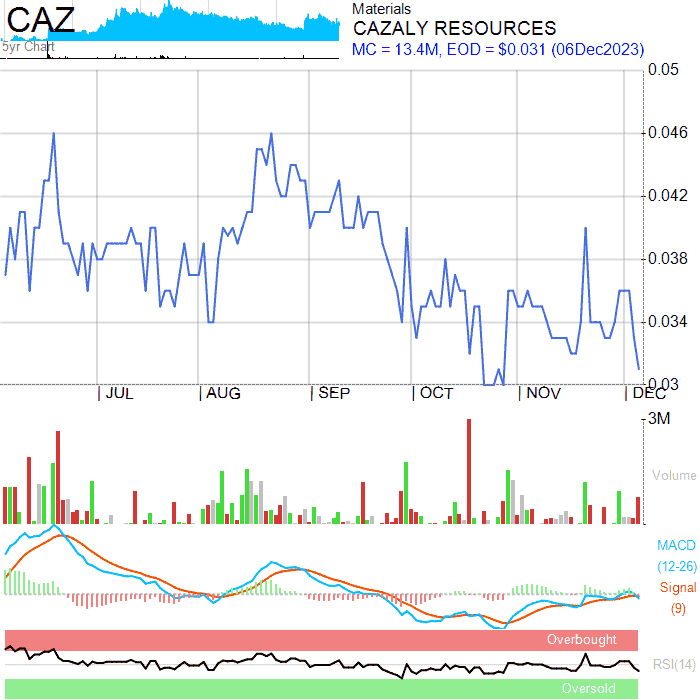 CAZ
5yr Chart
Materials
CAZALY RESOURCES
MC = 13.4M, EOD = $0.031 (06Dec2023)
0.05
0.046
0.042
0.038
0.034
0.03
JUL
AUG
SEP
OCT
NOV
DEC
3M
Volume
MACD
(12-26)
Signal
(9)
Overbought
RSI(14)
Oversold